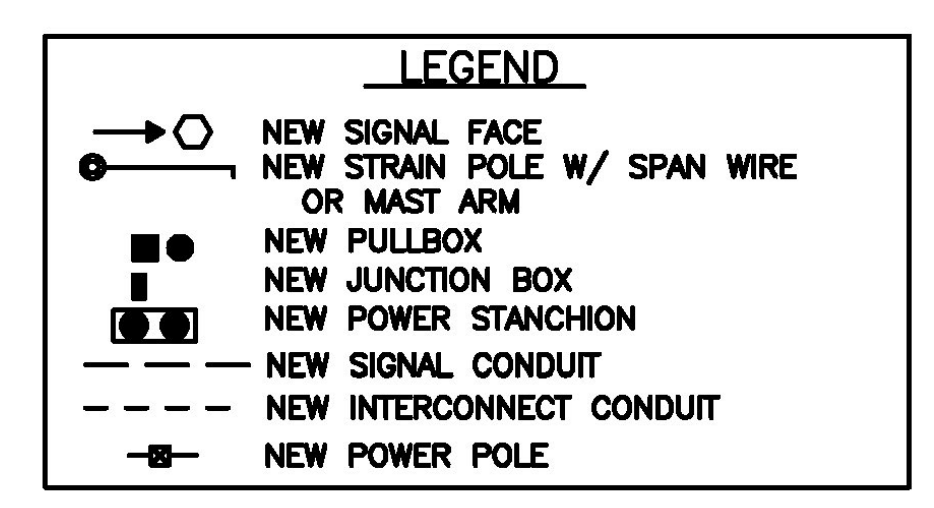 LEGEND
NEW SIGNAL FACE
NEW STRAIN POLE W/ SPAN WIRE
OR MAST ARM
NEW PULLBOX
NEW JUNCTION BOX
NEW POWER STANCHION
NEW SIGNAL CONDUIT
NEW INTERCONNECT CONDUIT
NEW POWER POLE